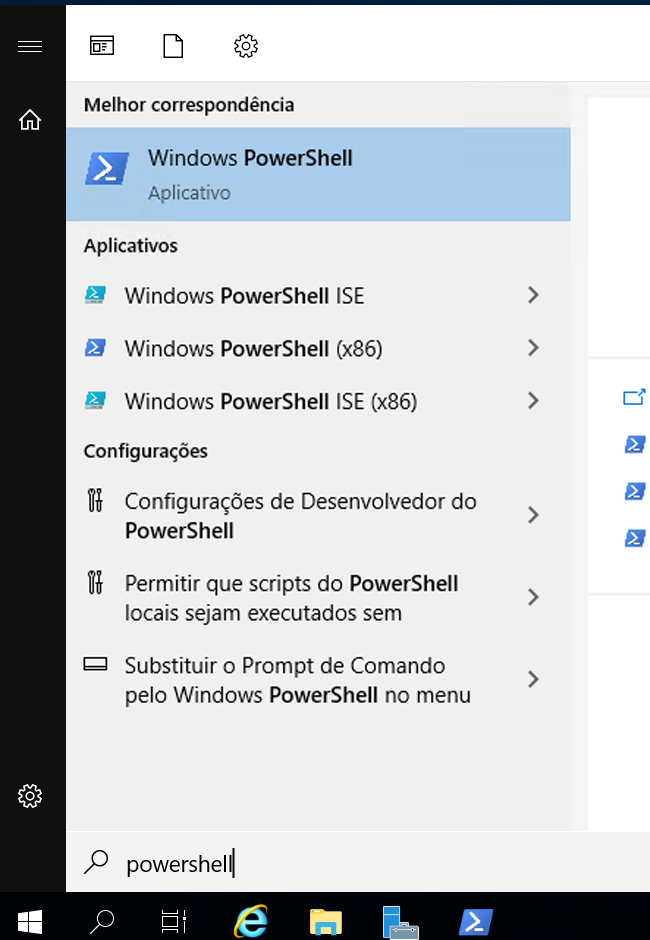 Melhor correspondência
Windows PowerShell
Aplicativo
Aplicativos
Windows PowerShell ISE
Windows PowerShell (x86)
Windows PowerShell ISE (x86)
Configurações
Configurações de Desenvolvedor do
PowerShell
Permitir que scripts do PowerShell
locais sejam executados sem
Substituir o Prompt de Comando
pelo Windows PowerShell no menu
powershell